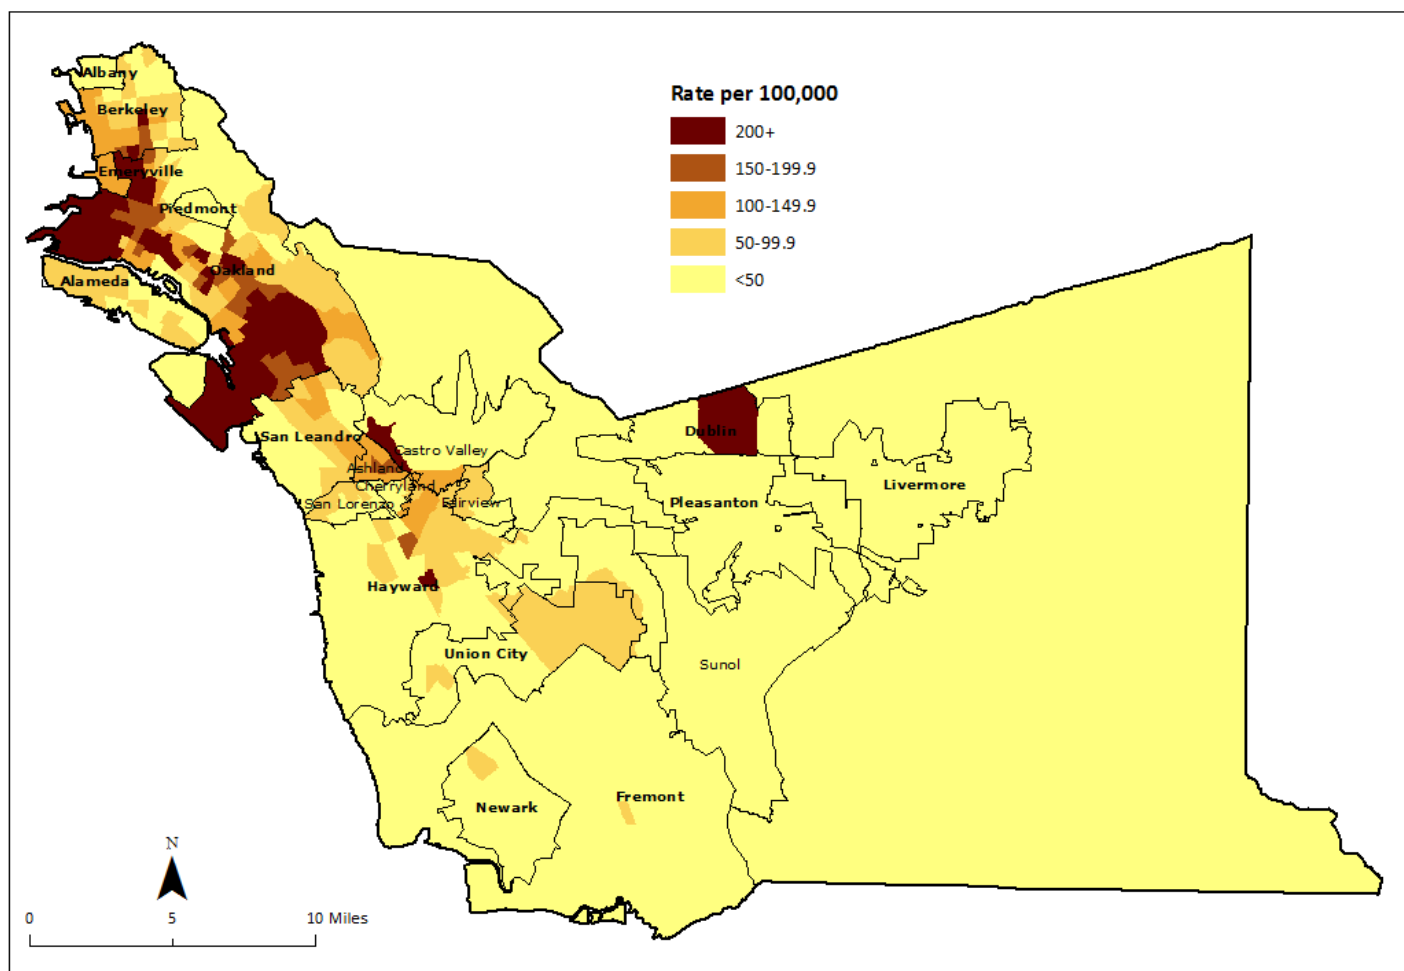 Rate per 100,000
200+
150-199.9
100-149.9
50-99.9
<50
Albany
Berkeley
Emeryville
Piedmont
Oakland
Alameda
San Leandro
Castro Valley
Ashland
Cherryland
San Lorenzo
Fairview
Dublin
Livermore
Pleasanton
Hayward
Union City
Sunol
Newark
Fremont
N
0 5 10 Miles